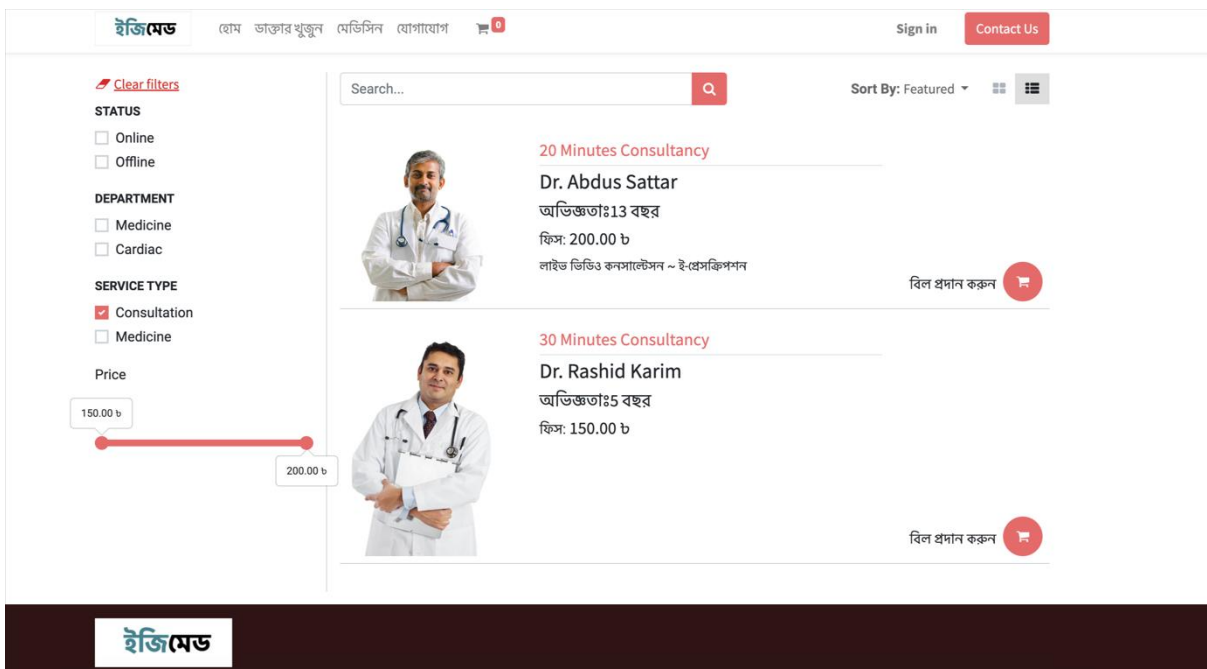 ইজিমেড হোম ডাক্তার খুজুন মেডিসিন যোগাযোগ 0 Sign in Contact Us
Clear filters
STATUS
Online
Offline
DEPARTMENT
Medicine
Cardiac
SERVICE TYPE
Consultation
Medicine
Price
150.00 ৳
200.00 ৳
Search...
Sort By: Featured
20 Minutes Consultancy
Dr. Abdus Sattar
অভিজ্ঞতাঃ13 বছর
ফিস: 200.00 ৳
লাইভ ভিডিও কনসাল্টেসন ~ ই-প্রেসক্রিপশন
বিল প্রদান করুন
30 Minutes Consultancy
Dr. Rashid Karim
অভিজ্ঞতাঃ5 বছর
ফিস: 150.00 ৳
বিল প্রদান করুন
ইজিমেড